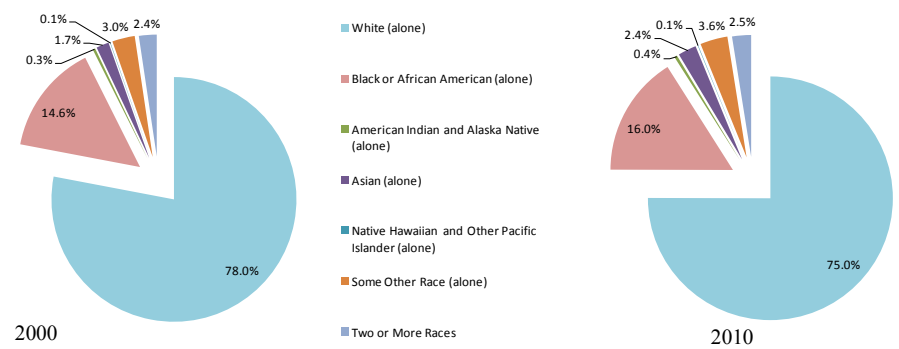 0.1%
3.0%
2.4%
1.7%
0.3%
14.6%
78.0%
2000
White (alone)
Black or African American (alone)
American Indian and Alaska Native
(alone)
Asian (alone)
Native Hawaiian and Other Pacific
Islander (alone)
Some Other Race (alone)
Two or More Races
0.1%
3.6%
2.5%
2.4%
0.4%
16.0%
75.0%
2010